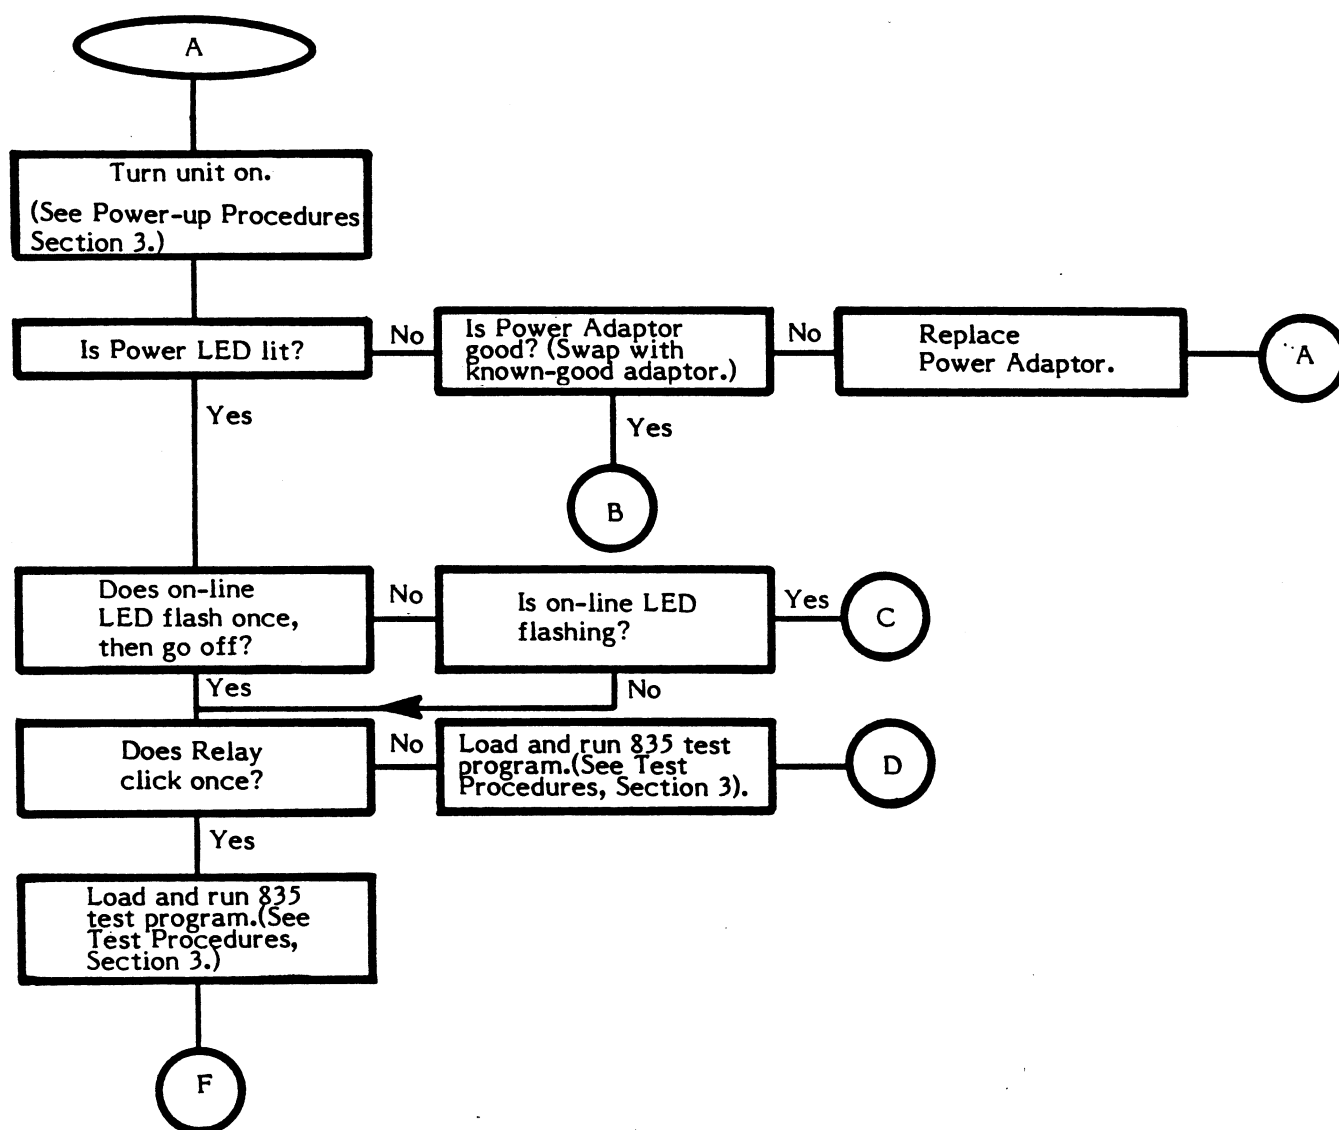 A
Turn unit on.
(See Power-up Procedures
Section 3.)
Is Power LED lit?
No
Is Power Adaptor
good? (Swap with
known-good adaptor.)
No
Replace
Power Adaptor.
A
Yes
Yes
B
Does on-line
LED flash once,
then go off?
No
Is on-line LED
flashing?
Yes
C
Yes
No
Does Relay
click once?
No
Load and run 835 test
program.(See Test
Procedures, Section 3).
D
Yes
Load and run 835
test program.(See
Test Procedures,
Section 3.)
F